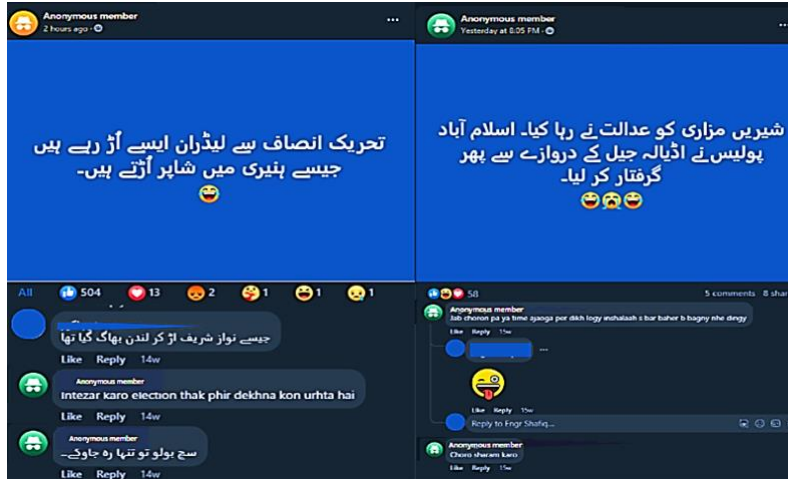 Anonymous member
2 hours ago
تحریک انصاف سے لیڈران ایسے اُڑ رہے ہیں
جیسے ہنیری میں شاپر اُڑتے ہیں۔
All 504 13 2 1 1 1
جیسے نواز شریف اڑ کر لندن بھاگ گیا تھا
Like Reply 14w
Anonymous member
Intezar karo election thak phir dekhna kon urhta hai
Like Reply 14w
Anonymous member
سچ بولو تو تنہا رہ جاوگے۔
Like Reply 14w
Anonymous member
Yesterday at 8:05 PM
شیریں مزاری کو عدالت نے رہا کیا۔ اسلام آباد
پولیس نے اڈیالہ جیل کے دروازے سے پھر
گرفتار کر لیا۔
58 5 comments 8 shar
Anonymous member
Jab choron pa ya time ajaoga per dikh logy inshalaah s bar baher b bagny nhe dingy
Like Reply 15w
Like Reply 15w
Reply to Engr Shafiq...
Anonymous member
Choro sharam karo
Like Reply 15w